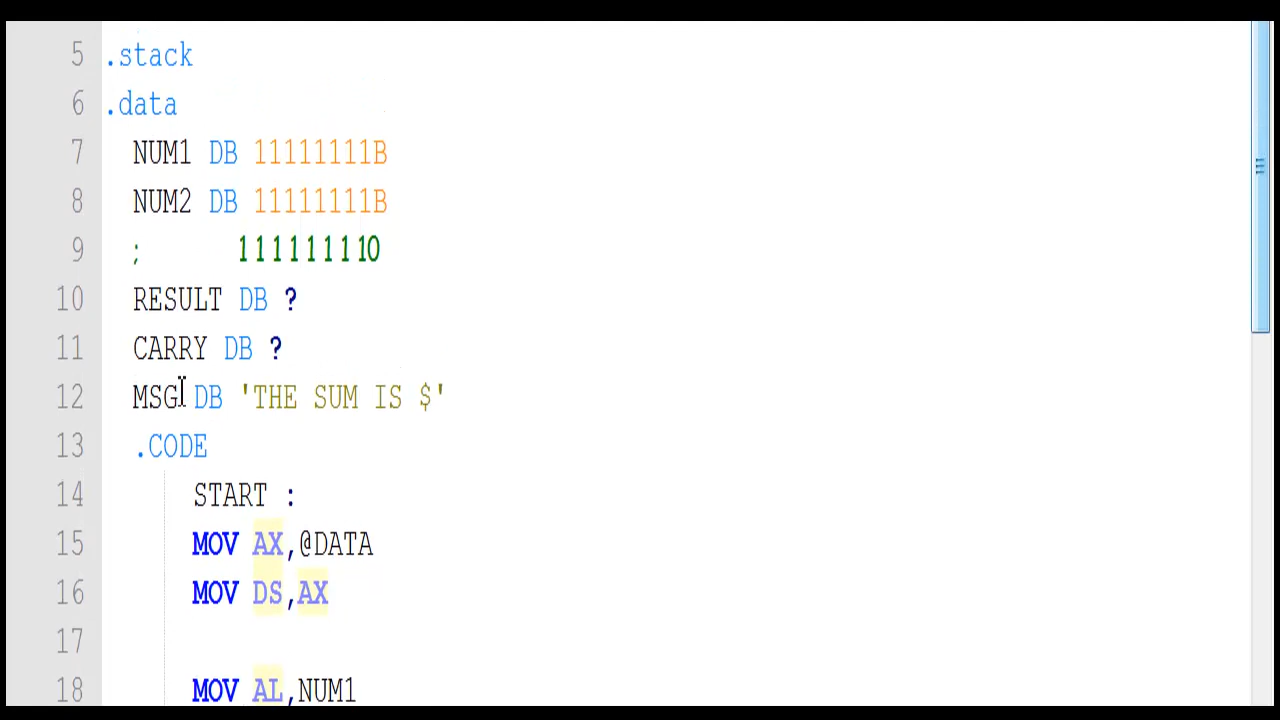 5 .stack
6 .data
7 NUM1 DB 11111111B
8 NUM2 DB 11111111B
9 ; 111111110
10 RESULT DB ?
11 CARRY DB ?
12 MSG DB 'THE SUM IS $'
13 .CODE
14 START :
15 MOV AX,@DATA
16 MOV DS,AX
17
18 MOV AL,NUM1